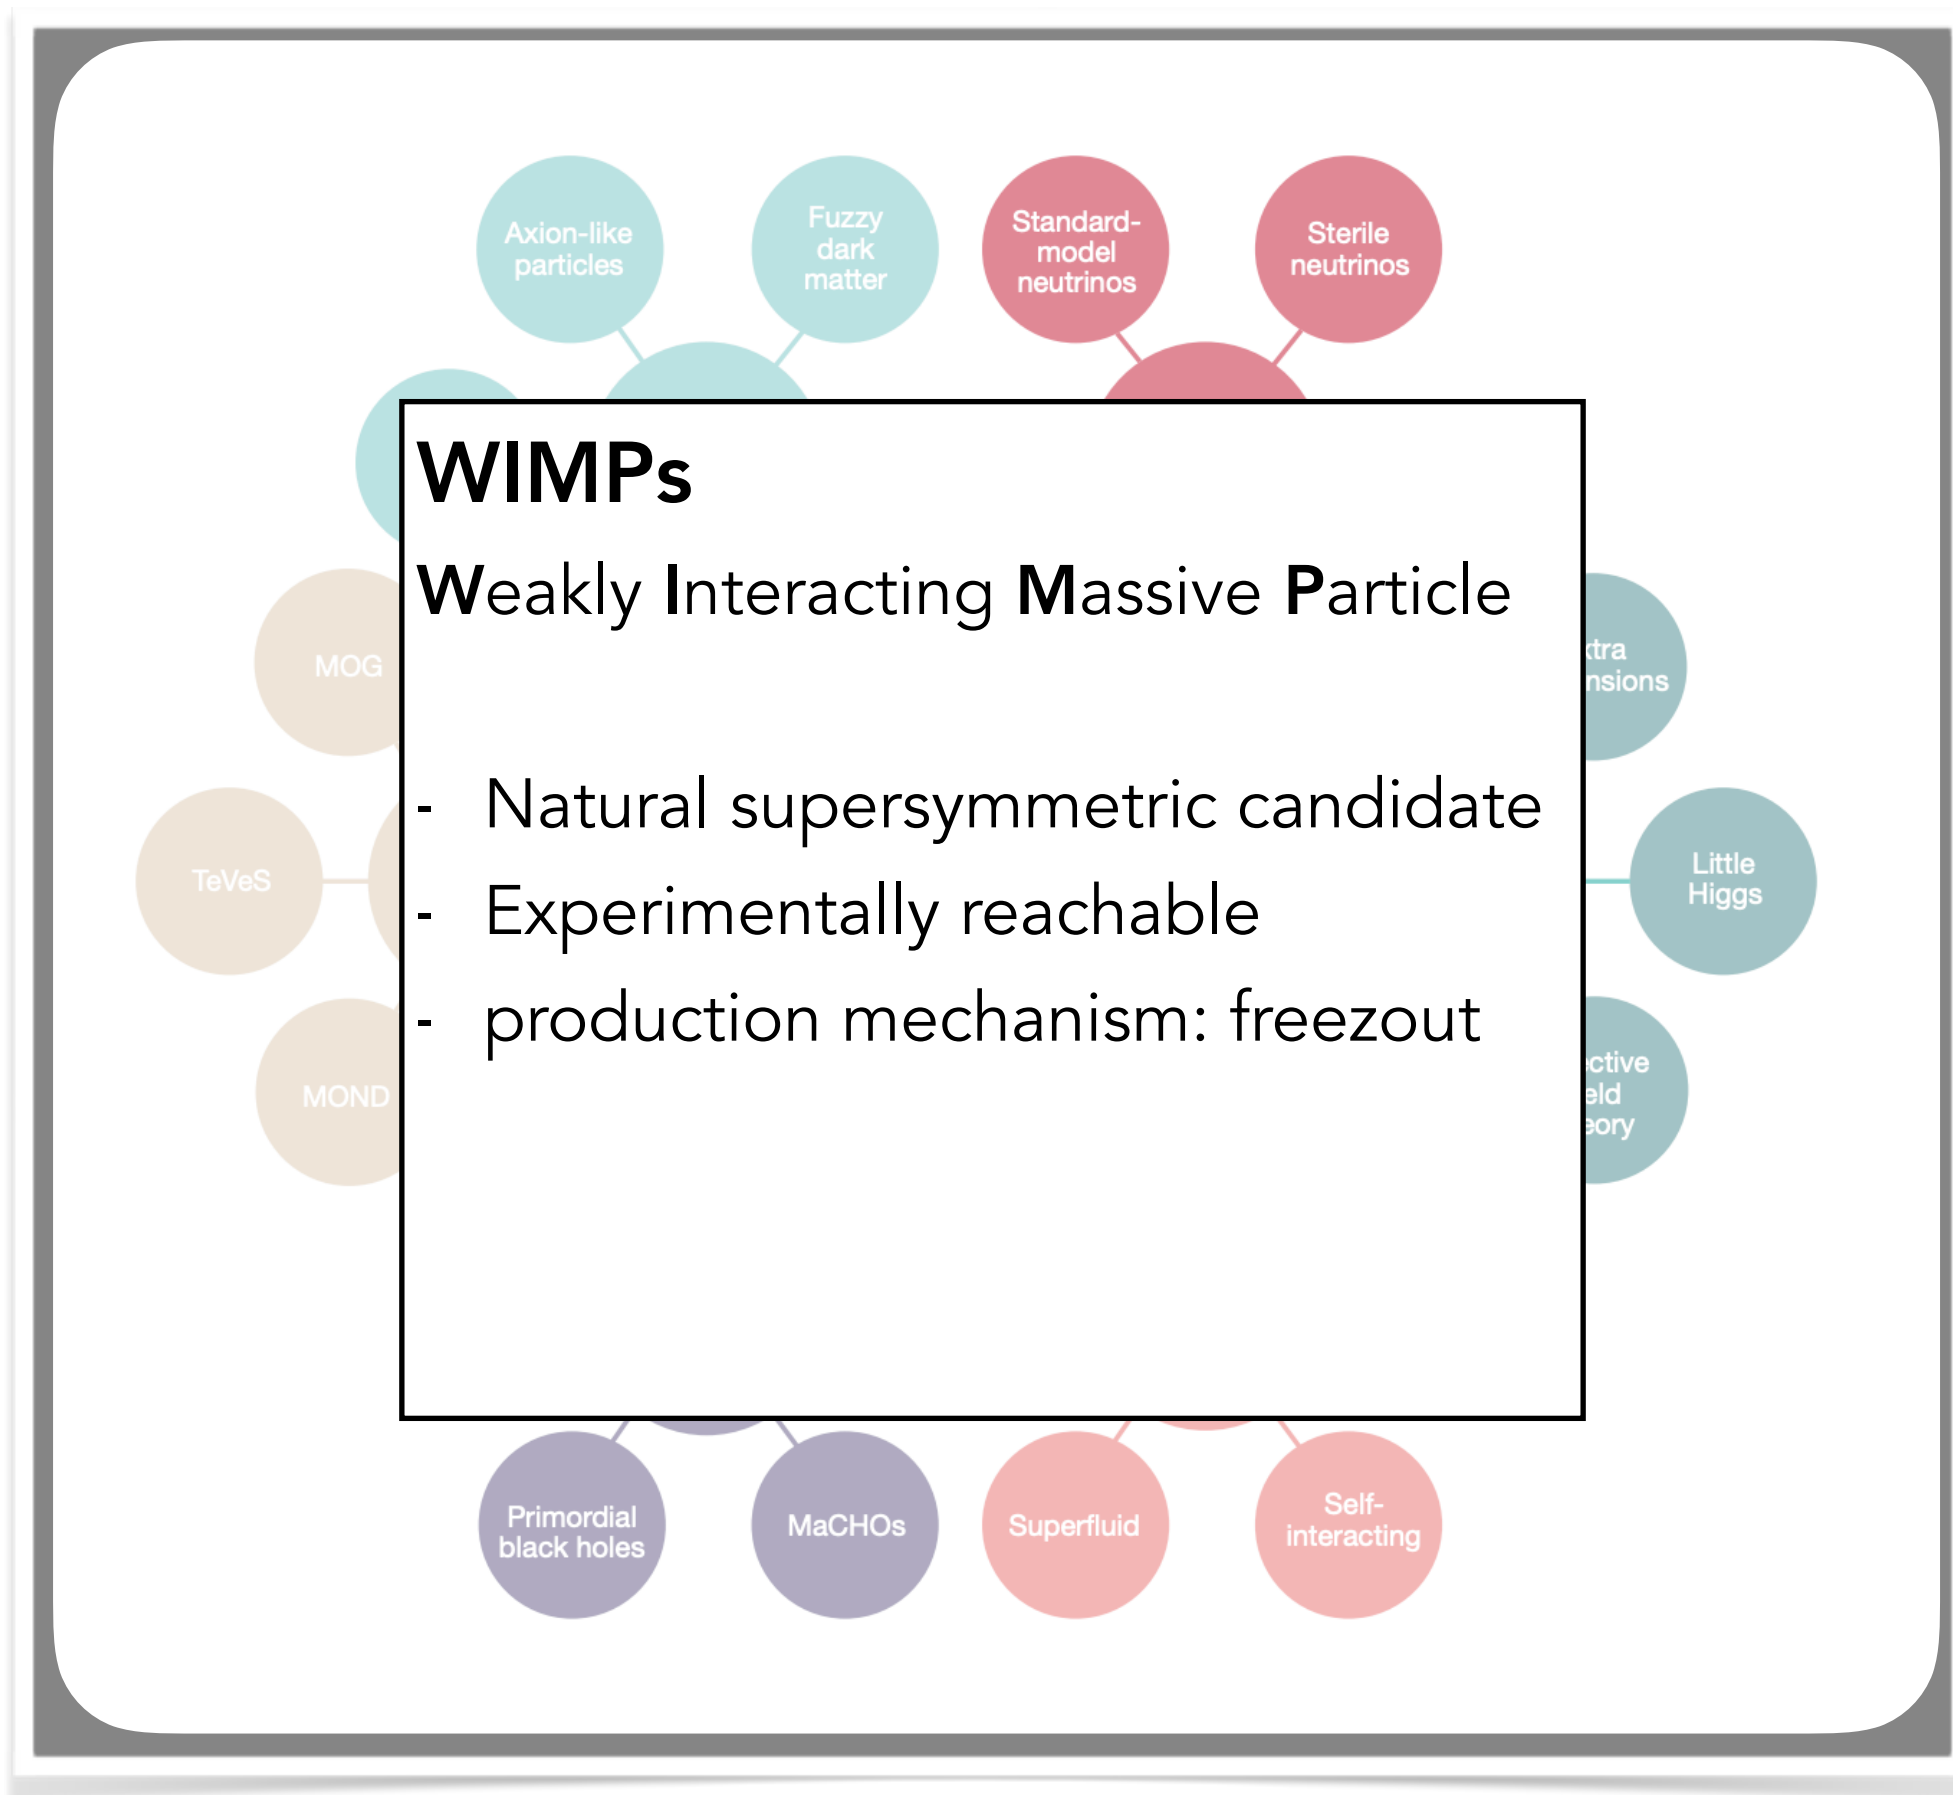 Axion-like
particles
Fuzzy
dark
matter
Standard-
model
neutrinos
Sterile
neutrinos
WIMPs
Weakly Interacting Massive Particle
- Natural supersymmetric candidate
- Experimentally reachable
- production mechanism: freezout
MOG
TeVeS
MOND
Little
Higgs
Primordial
black holes
MaCHOs
Superfluid
Self-
interacting